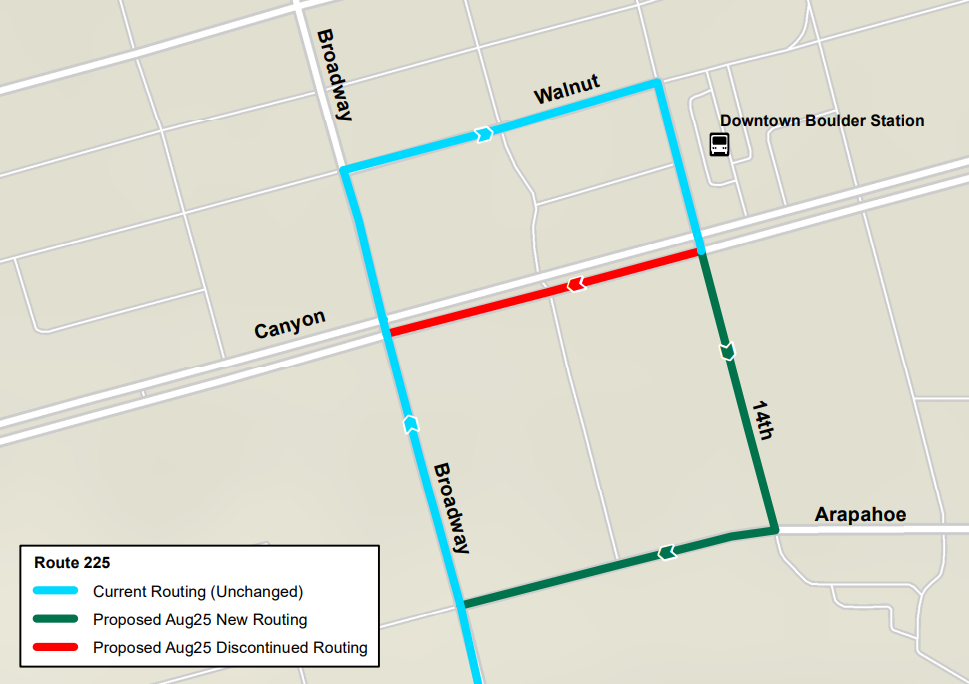 Broadway
Walnut
Downtown Boulder Station
Canyon
14th
Broadway
Arapahoe
Route 225
Current Routing (Unchanged)
Proposed Aug25 New Routing
Proposed Aug25 Discontinued Routing